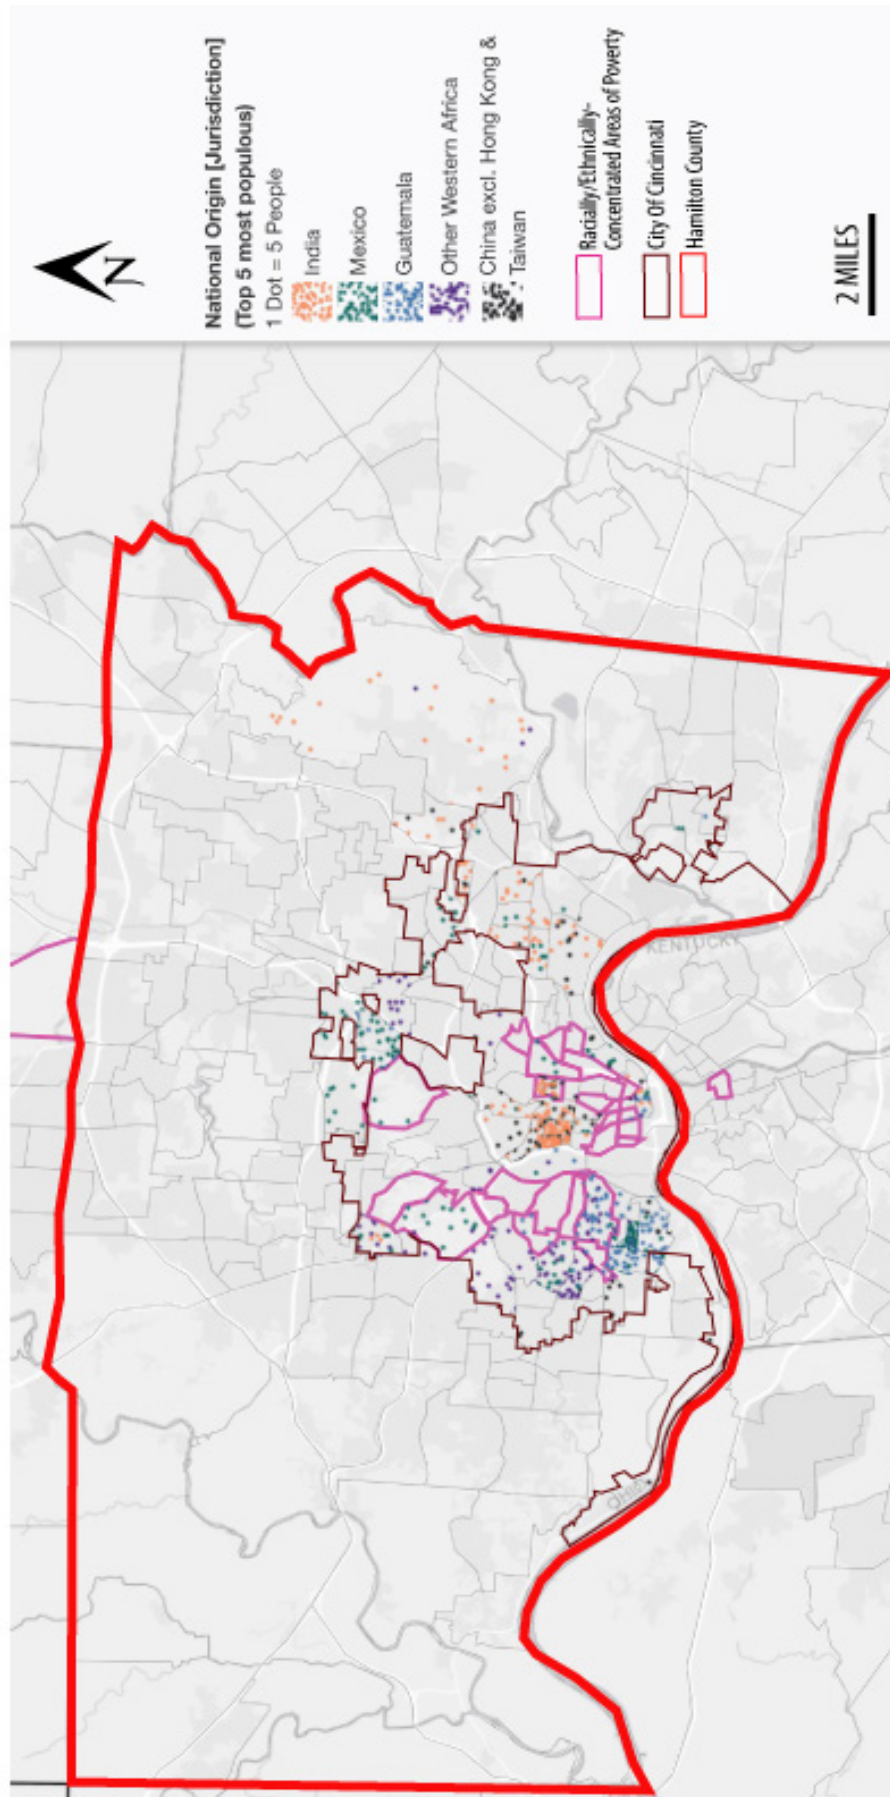 N
National Origin [Jurisdiction]
(Top 5 most populous)
1 Dot = 5 People
India
Mexico
Guatemala
Other Western Africa
China excl. Hong Kong &
Taiwan
Racially/Ethnically-
Concentrated Areas of Poverty
City Of Cincinnati
Hamilton County
2 MILES
KENTUCKY
OHIO